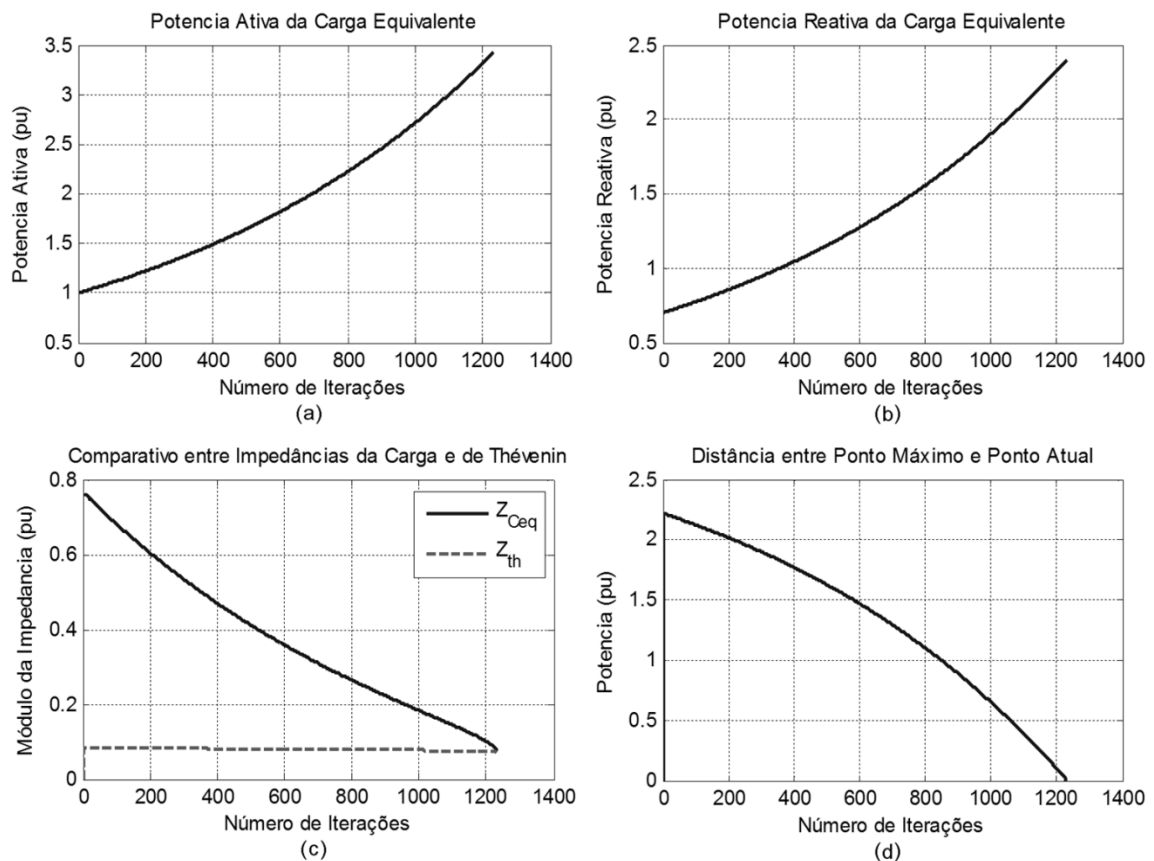 Potencia Ativa da Carga Equivalente
Potencia Ativa (pu)
3.5
3
2.5
2
1.5
1
0.5
0 200 400 600 800 1000 1200 1400
Número de Iterações
(a)
Potencia Reativa da Carga Equivalente
Potencia Reativa (pu)
2.5
2
1.5
1
0.5
0 200 400 600 800 1000 1200 1400
Número de Iterações
(b)
Comparativo entre Impedâncias da Carga e de Thévenin
Módulo da Impedancia (pu)
0.8
0.6
0.4
0.2
0
0 200 400 600 800 1000 1200 1400
Z_Ceq
Z_th
Número de Iterações
(c)
Distância entre Ponto Máximo e Ponto Atual
Potencia (pu)
2.5
2
1.5
1
0.5
0
0 200 400 600 800 1000 1200 1400
Número de Iterações
(d)